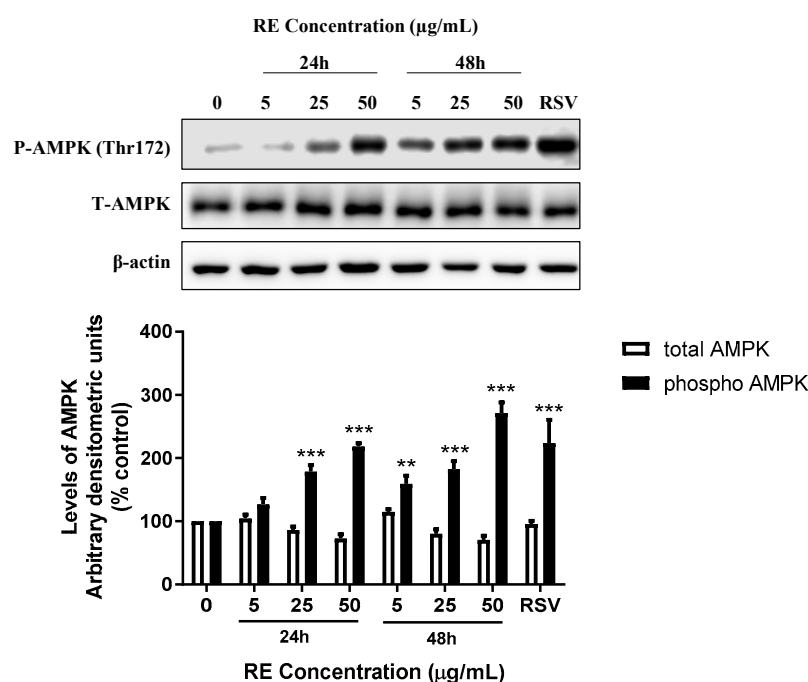 RE Concentration (µg/mL)
24h 48h
0 5 25 50 5 25 50 RSV
P-AMPK (Thr172)
T-AMPK
β-actin
Levels of AMPK
Arbitrary densitometric units
(% control)
400
300
200
100
0
*** *** ** *** *** ***
total AMPK
phospho AMPK
0 5 25 50 5 25 50 RSV
24h 48h
RE Concentration (µg/mL)